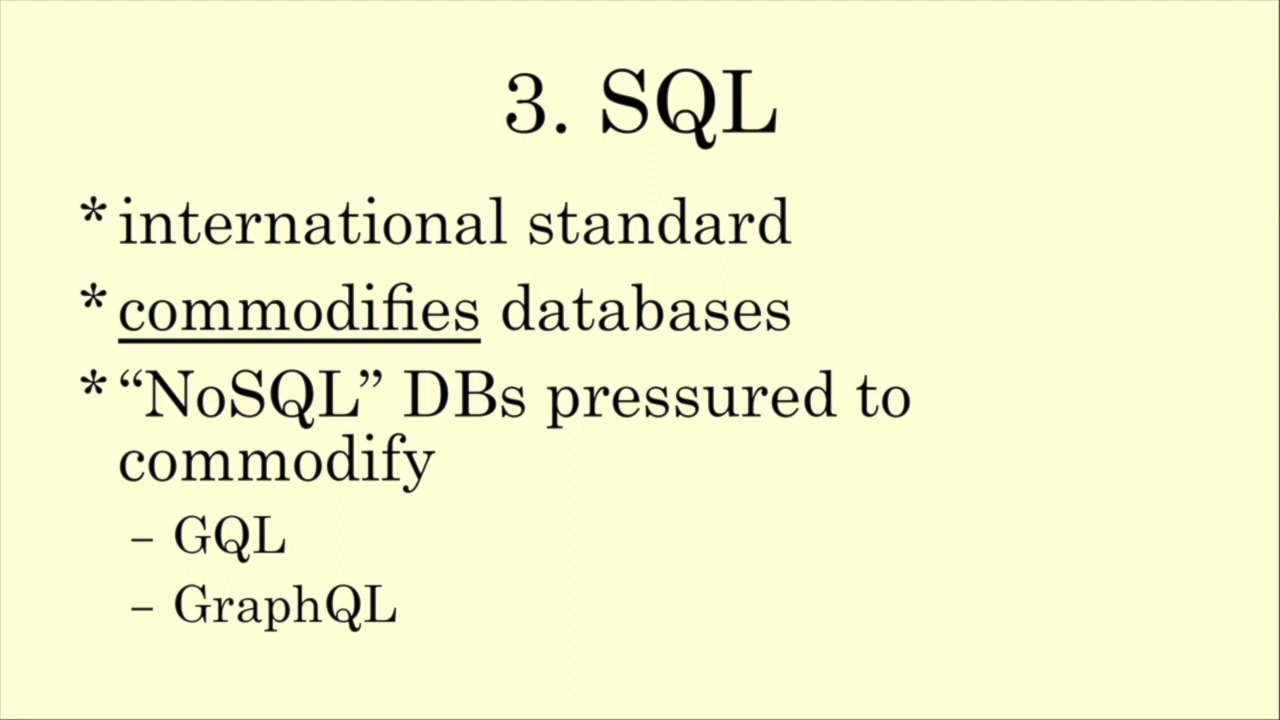 3. SQL
* international standard
* commodifies databases
* “NoSQL” DBs pressured to
commodify
– GQL
– GraphQL